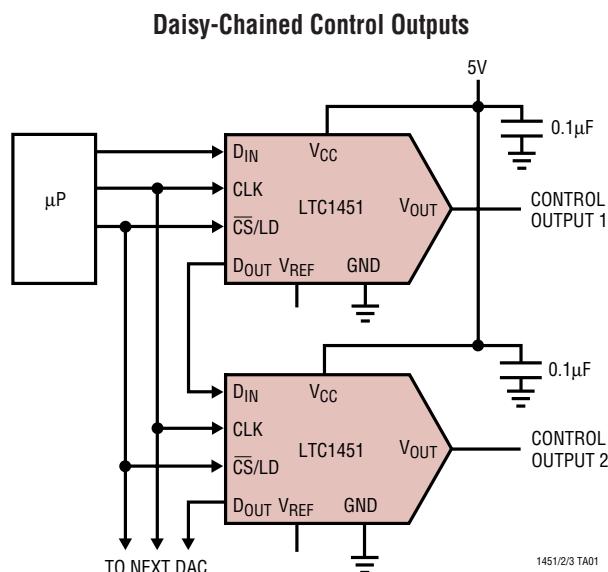 Daisy-Chained Control Outputs
5V
0.1µF
µP
DIN
VCC
CLK
LTC1451
VOUT
CONTROL
OUTPUT 1
CS/LD
DOUT VREF GND
0.1µF
DIN
VCC
CLK
LTC1451
VOUT
CONTROL
OUTPUT 2
CS/LD
DOUT VREF GND
TO NEXT DAC
1451/2/3 TA01